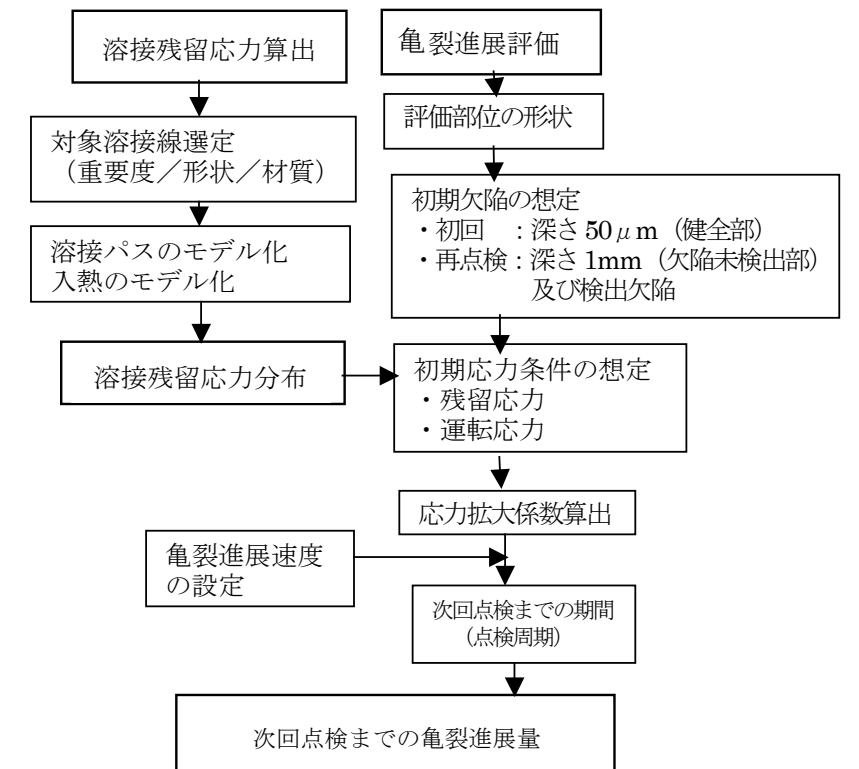 溶接残留応力算出
対象溶接線選定
（重要度／形状／材質）
溶接パスのモデル化
入熱のモデル化
溶接残留応力分布
亀裂進展評価
評価部位の形状
初期欠陥の想定
・初回　：深さ 50μm（健全部）
・再点検：深さ 1mm（欠陥未検出部）
及び検出欠陥
初期応力条件の想定
・残留応力
・運転応力
応力拡大係数算出
亀裂進展速度
の設定
次回点検までの期間
（点検周期）
次回点検までの亀裂進展量